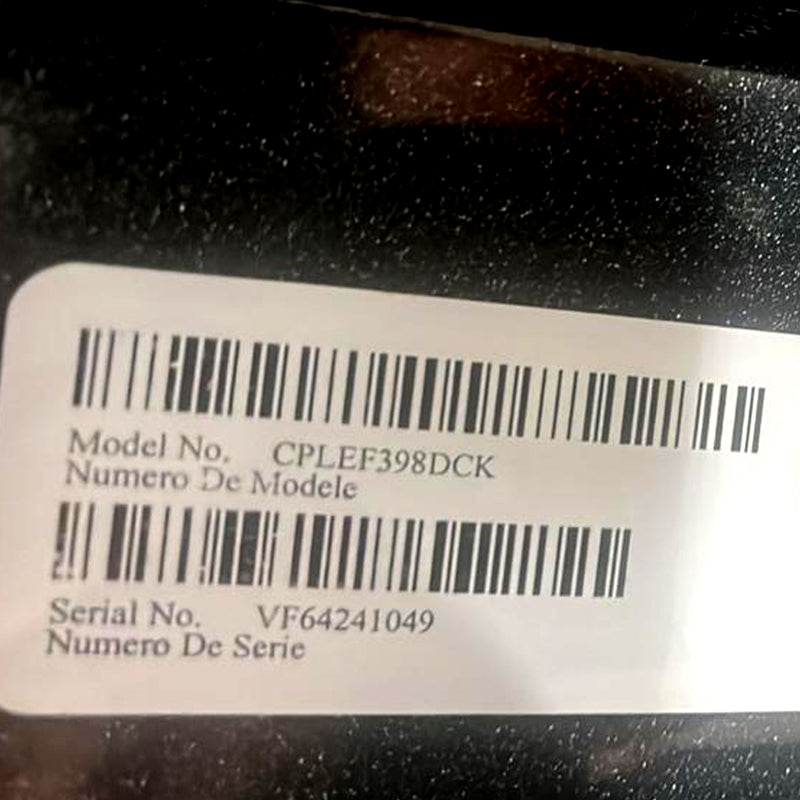 Model No. CPLEF398DCK
Numero De Modele
Serial No. VF64241049
Numero De Serie